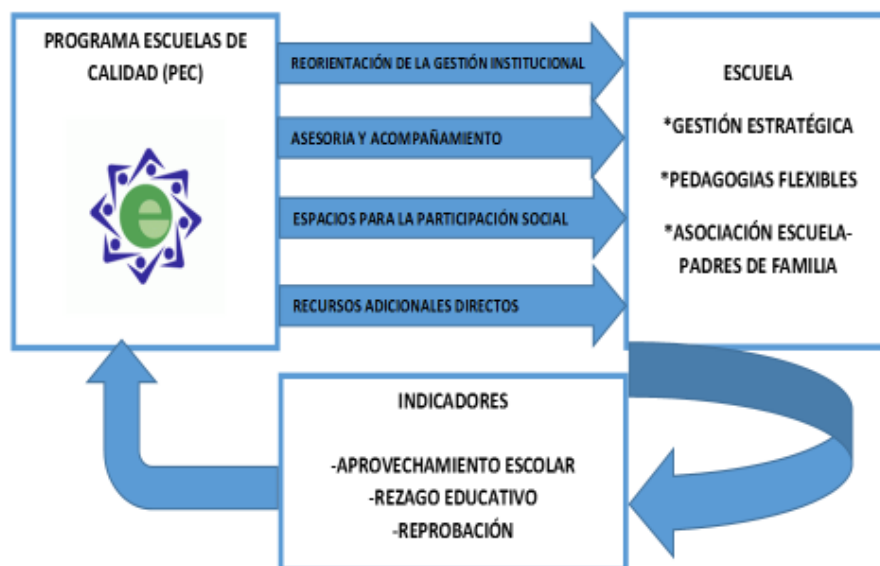 PROGRAMA ESCUELAS DE
CALIDAD (PEC)
e
REORIENTACIÓN DE LA GESTIÓN INSTITUCIONAL
ASESORIA Y ACOMPAÑAMIENTO
ESPACIOS PARA LA PARTICIPACIÓN SOCIAL
RECURSOS ADICIONALES DIRECTOS
ESCUELA
*GESTIÓN ESTRATÉGICA
*PEDAGOGIAS FLEXIBLES
*ASOCIACIÓN ESCUELA-
PADRES DE FAMILIA
INDICADORES
-APROVECHAMIENTO ESCOLAR
-REZAGO EDUCATIVO
-REPROBACIÓN